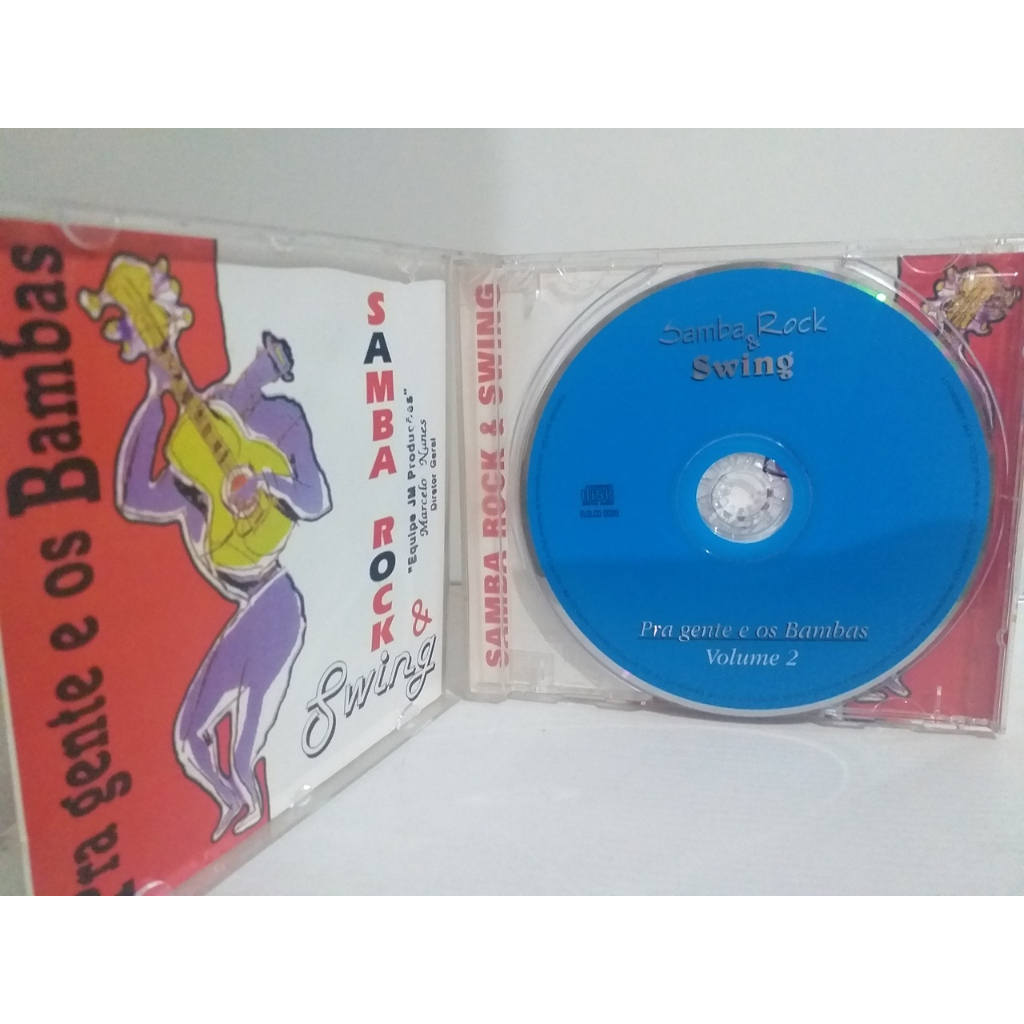 Pra gente e os Bambas
SAMBA ROCK
& Swing
"Equipe JM Produções"
Marcelo Nunes
Diretor Geral
SAMBA ROCK & SWING
Samba Rock
&
Swing
Pra gente e os Bambas
Volume 2